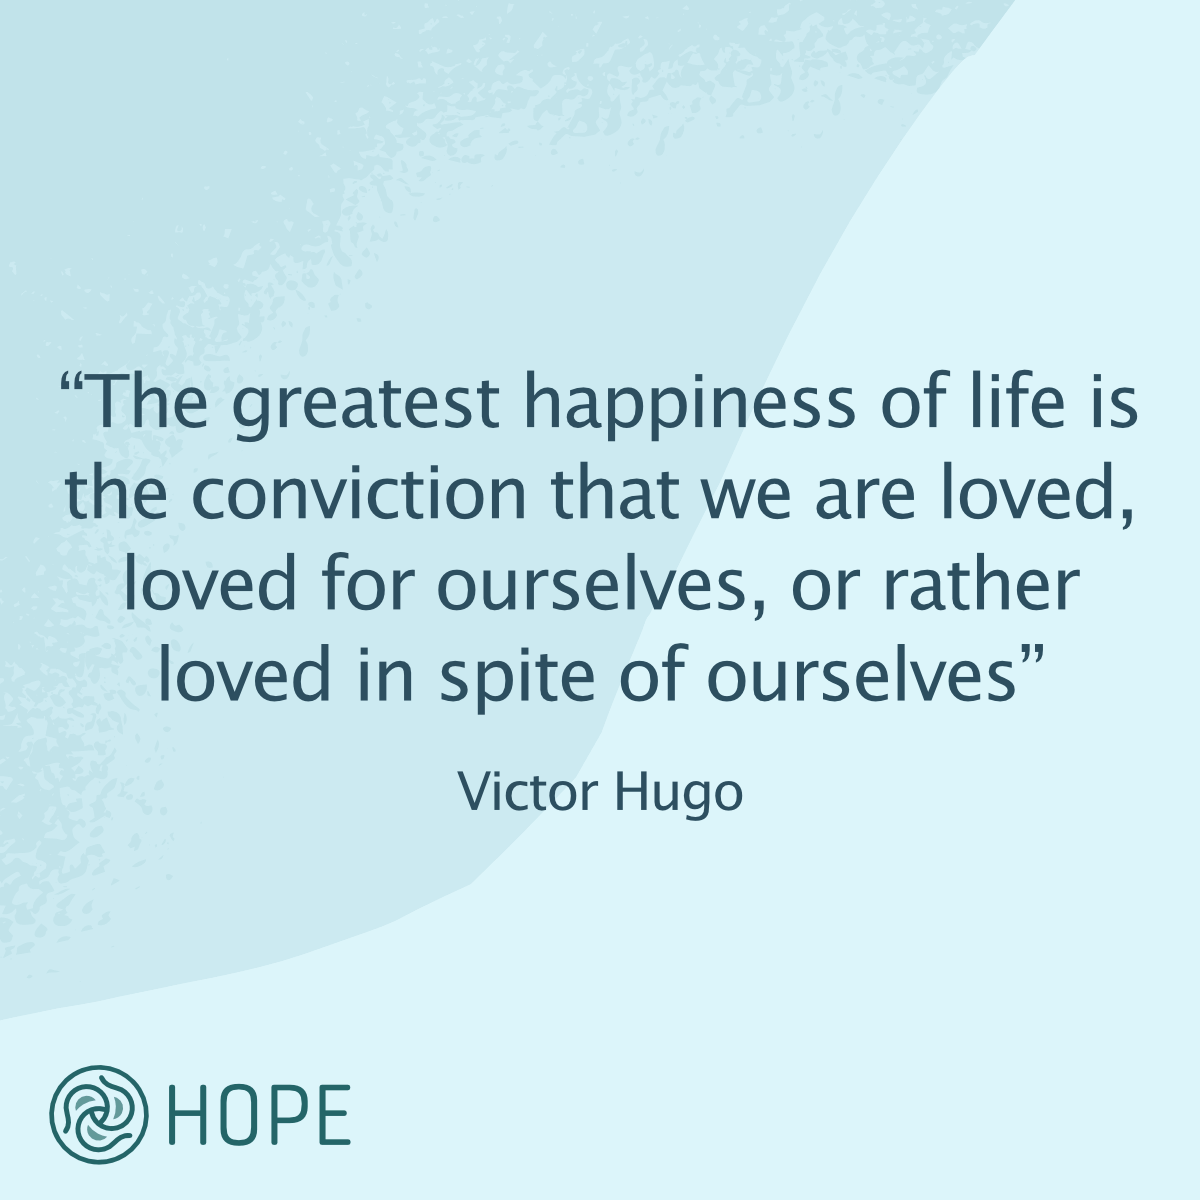 “The greatest happiness of life is
the conviction that we are loved,
loved for ourselves, or rather
loved in spite of ourselves”
Victor Hugo
HOPE